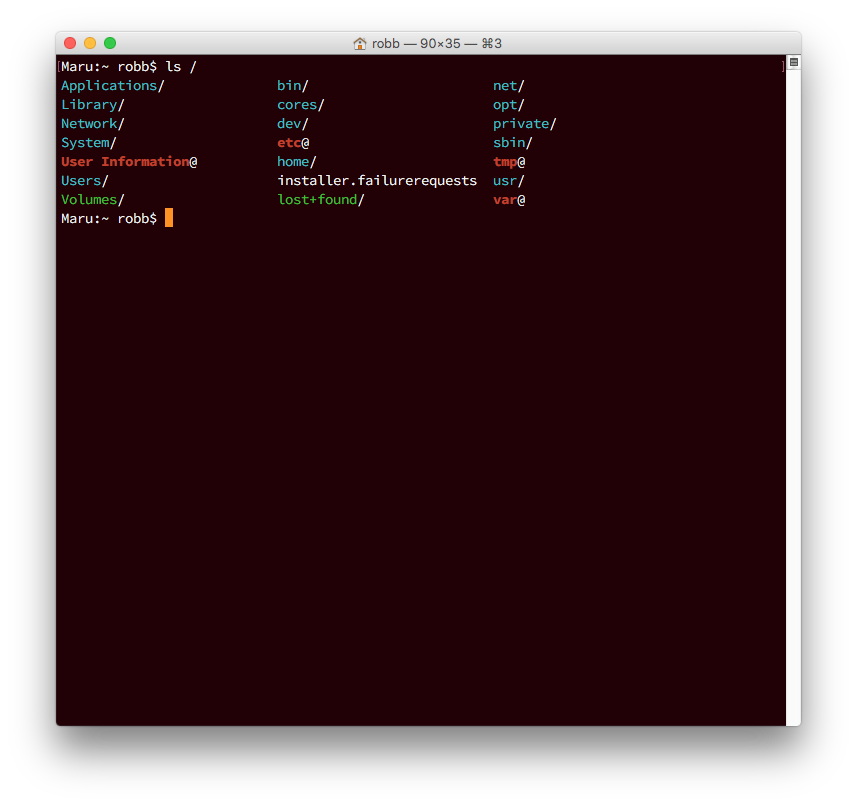 robb — 90×35 — ⌘3
Maru:~ robb$ ls /
Applications/ bin/ net/
Library/ cores/ opt/
Network/ dev/ private/
System/ etc@ sbin/
User Information@ home/ tmp@
Users/ installer.failurerequests usr/
Volumes/ lost+found/ var@
Maru:~ robb$